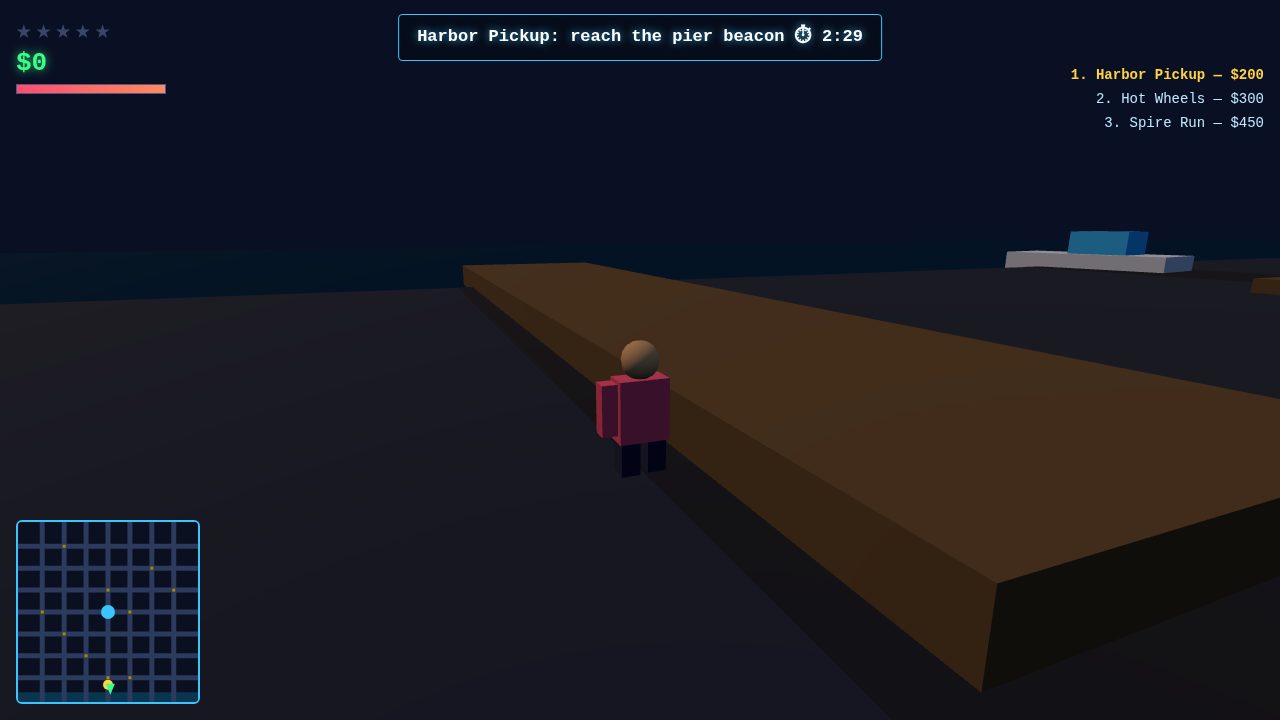 ★★★★★
$0
Harbor Pickup: reach the pier beacon ⏱ 2:29
1. Harbor Pickup — $200
2. Hot Wheels — $300
3. Spire Run — $450